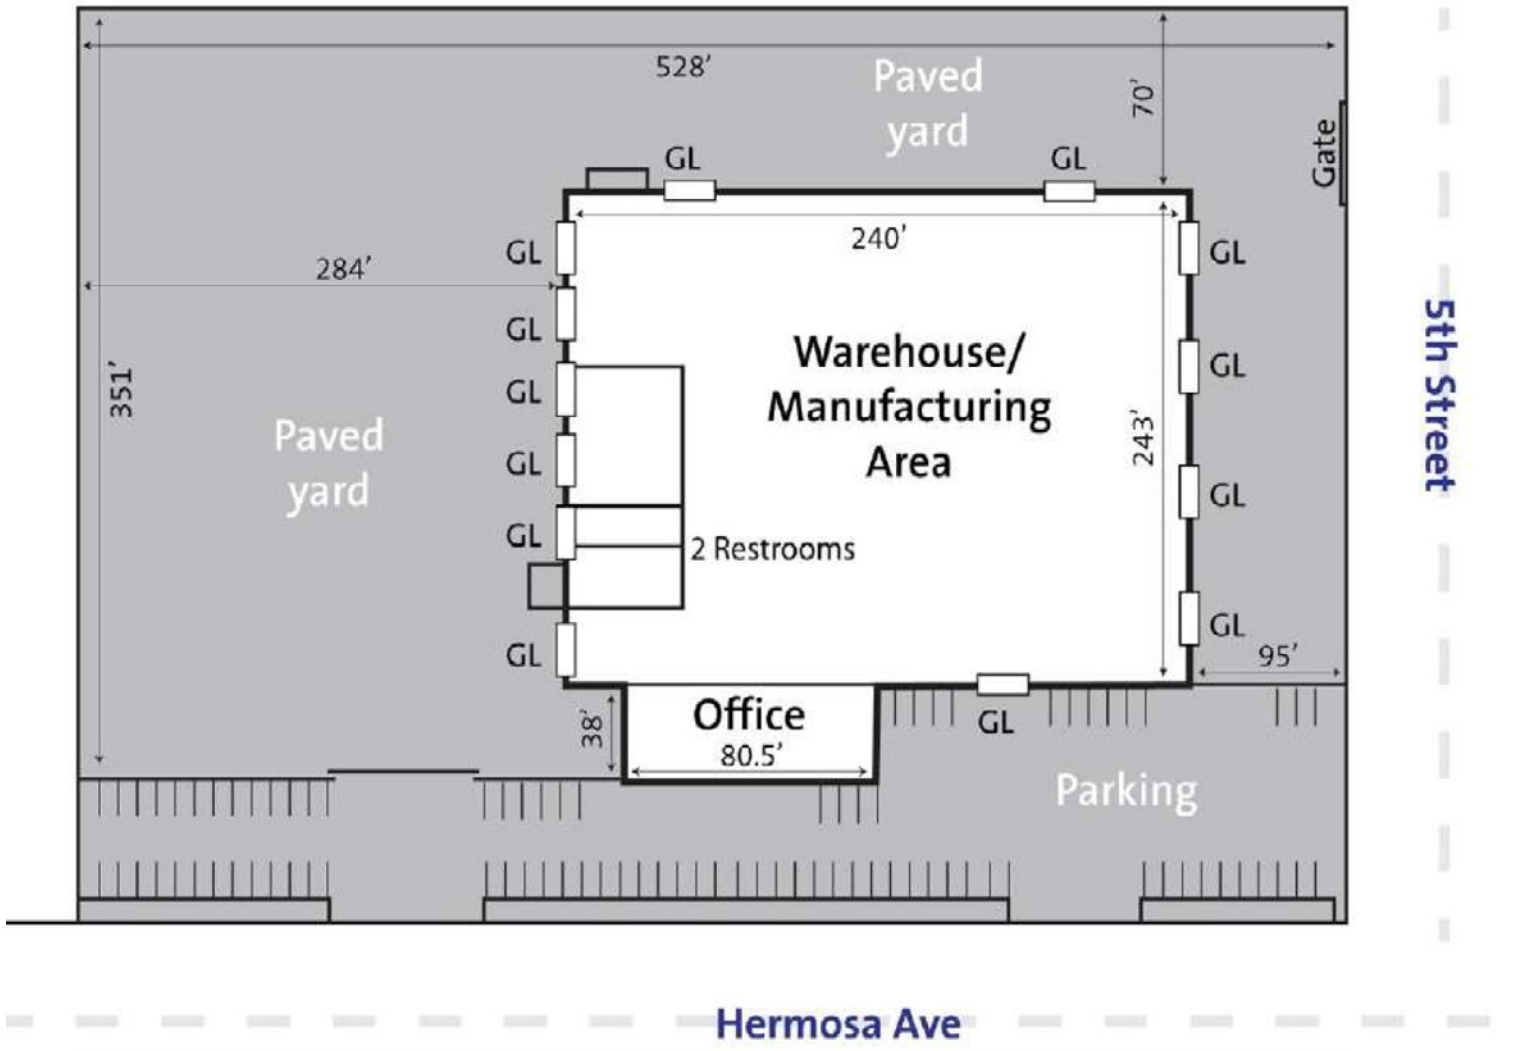 528’
Paved
yard
70’
Gate
GL
GL
240’
GL
GL
284’
GL
Warehouse/
Manufacturing
Area
5th Street
351’
GL
GL
243’
Paved
yard
GL
GL
GL
2 Restrooms
GL
GL
95’
38’
Office
80.5’
GL
Parking
Hermosa Ave